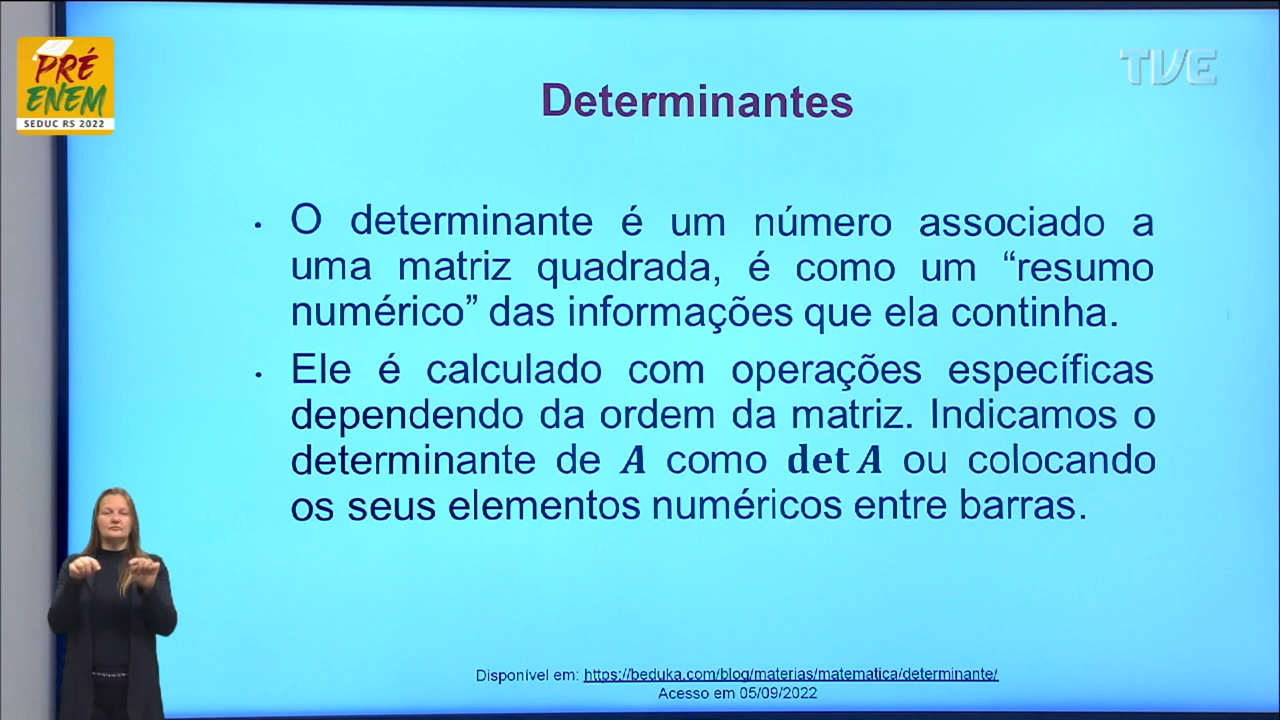 PRÉ
ENEM
SEDUC RS 2022
TVE
Determinantes
• O determinante é um número associado a
uma matriz quadrada, é como um “resumo
numérico” das informações que ela continha.
• Ele é calculado com operações específicas
dependendo da ordem da matriz. Indicamos o
determinante de A como det A ou colocando
os seus elementos numéricos entre barras.
Disponível em: https://beduka.com/blog/materias/matematica/determinante/
Acesso em 05/09/2022